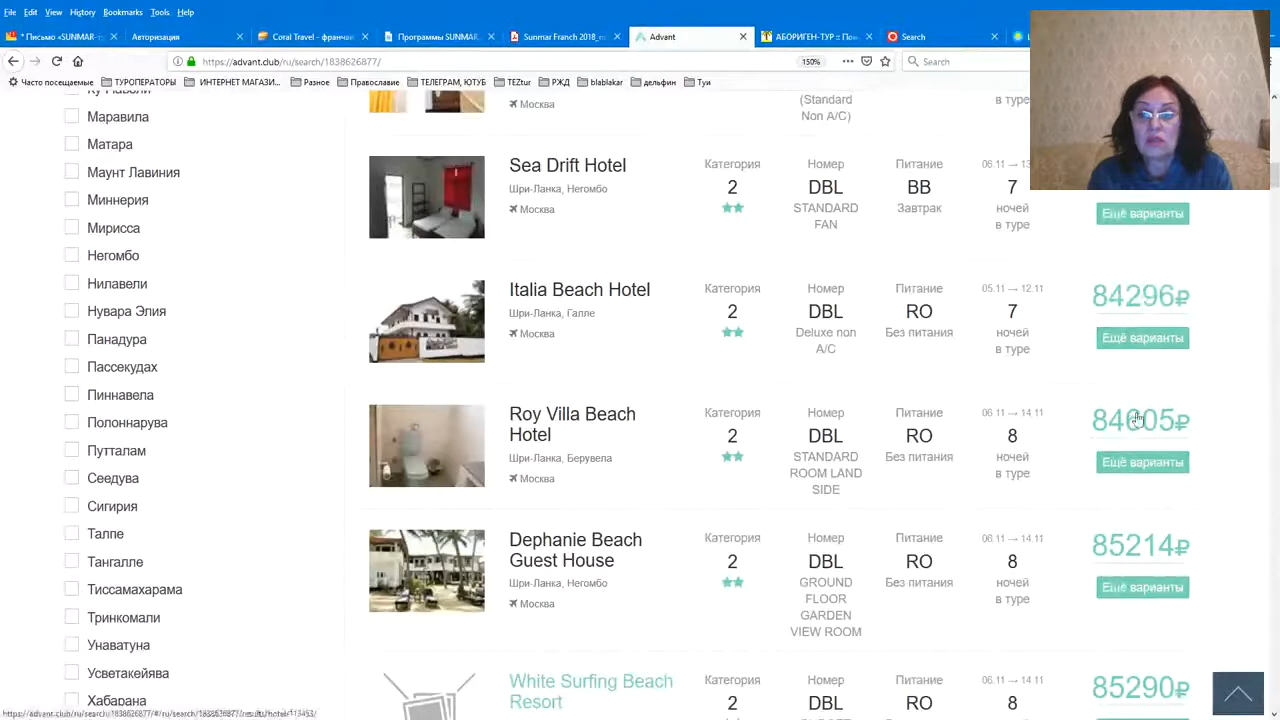 File Edit View History Bookmarks Tools Help
* Письмо «SUNMAR-т
Авторизация
Coral Travel - франчаи
Программы SUNMAR
Sunmar Franch 2018_п
Advant
АБОРИГЕН-ТУР :: Пои
Search
https://advant.club/ru/search/1838626877/
150%
Search
Часто посещаемые ТУРОПЕРАТОРЫ ИНТЕРНЕТ МАГАЗИ... Разное Православие ТЕЛЕГРАМ, ЮТУБ TEZtur РЖД blablakar дельфин Туи
Маравила
Матара
Маунт Лавиния
Миннерия
Мирисса
Негомбо
Нилавели
Нувара Элия
Панадура
Пассекудах
Пиннавела
Полоннарува
Путталам
Сеедува
Сигирия
Талпе
Тангалле
Тиссамахарама
Тринкомали
Унаватуна
Усветакейява
Хабарана
Москва
(Standard
Non A/C)
в туре
Sea Drift Hotel
Шри-Ланка, Негомбо
Москва
Категория
2
Номер
DBL
STANDARD
FAN
Питание
BB
Завтрак
06.11 → 13
7
ночей
в туре
Ещё варианты
Italia Beach Hotel
Шри-Ланка, Галле
Москва
Категория
2
Номер
DBL
Deluxe non
A/C
Питание
RO
Без питания
05.11 → 12.11
7
ночей
в туре
84296₽
Ещё варианты
Roy Villa Beach
Hotel
Шри-Ланка, Берувела
Москва
Категория
2
Номер
DBL
STANDARD
ROOM LAND
SIDE
Питание
RO
Без питания
06.11 → 14.11
8
ночей
в туре
84605₽
Ещё варианты
Dephanie Beach
Guest House
Шри-Ланка, Негомбо
Москва
Категория
2
Номер
DBL
GROUND
FLOOR
GARDEN
VIEW ROOM
Питание
RO
Без питания
06.11 → 14.11
8
ночей
в туре
85214₽
Ещё варианты
White Surfing Beach
Resort
Категория
2
Номер
DBL
Питание
RO
06.11 → 14.11
8
85290₽